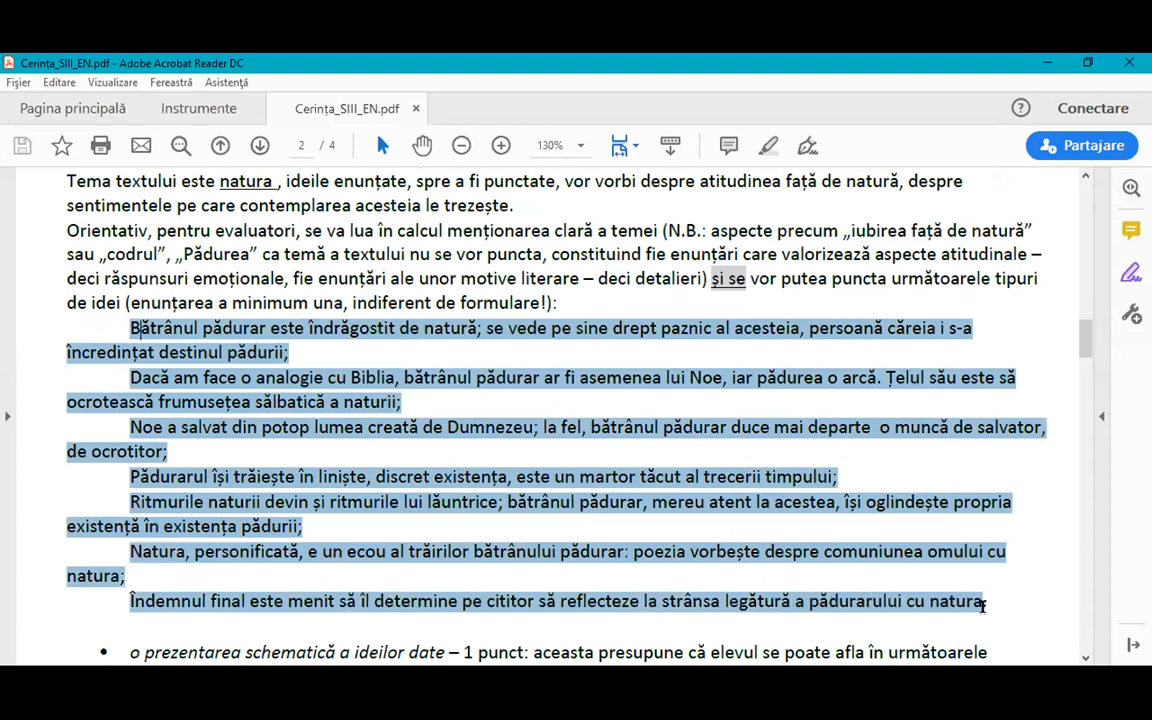 Cerința_SIII_EN.pdf - Adobe Acrobat Reader DC
Fișier Editare Vizualizare Fereastră Asistență
Pagina principală Instrumente Cerința_SIII_EN.pdf × Conectare
2 / 4 130% Partajare
Tema textului este natura , ideile enunțate, spre a fi punctate, vor vorbi despre atitudinea față de natură, despre
sentimentele pe care contemplarea acesteia le trezește.
Orientativ, pentru evaluatori, se va lua în calcul menționarea clară a temei (N.B.: aspecte precum „iubirea față de natură”
sau „codrul”, „Pădurea” ca temă a textului nu se vor puncta, constituind fie enunțări care valorizează aspecte atitudinale –
deci răspunsuri emoționale, fie enunțări ale unor motive literare – deci detalieri) și se vor putea puncta următoarele tipuri
de idei (enunțarea a minimum una, indiferent de formulare!):
Bătrânul pădurar este îndrăgostit de natură; se vede pe sine drept paznic al acesteia, persoană căreia i s-a
încredințat destinul pădurii;
Dacă am face o analogie cu Biblia, bătrânul pădurar ar fi asemenea lui Noe, iar pădurea o arcă. Țelul său este să
ocrotească frumusețea sălbatică a naturii;
Noe a salvat din potop lumea creată de Dumnezeu; la fel, bătrânul pădurar duce mai departe o muncă de salvator,
de ocrotitor;
Pădurarul își trăiește în liniște, discret existența, este un martor tăcut al trecerii timpului;
Ritmurile naturii devin și ritmurile lui lăuntrice; bătrânul pădurar, mereu atent la acestea, își oglindește propria
existență în existența pădurii;
Natura, personificată, e un ecou al trăirilor bătrânului pădurar: poezia vorbește despre comuniunea omului cu
natura;
Îndemnul final este menit să îl determine pe cititor să reflecteze la strânsa legătură a pădurarului cu natura
• o prezentarea schematică a ideilor date – 1 punct: aceasta presupune că elevul se poate afla în următoarele